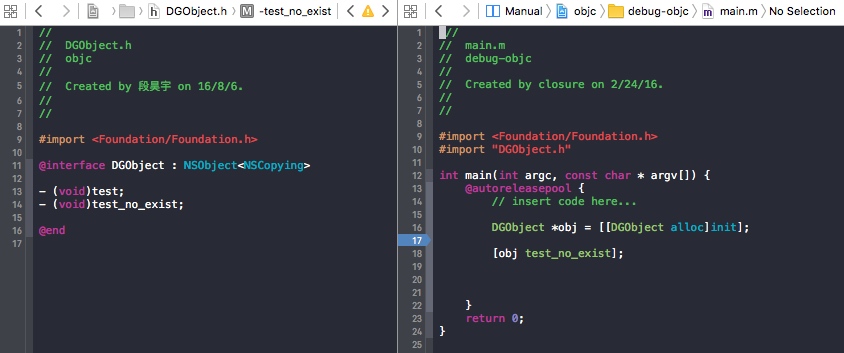 DGObject.h
-test_no_exist
1 //
2 // DGObject.h
3 // objc
4 //
5 // Created by 段昊宇 on 16/8/6.
6 //
7 //
8
9 #import <Foundation/Foundation.h>
10
11 @interface DGObject : NSObject<NSCopying>
12
13 - (void)test;
14 - (void)test_no_exist;
15
16 @end
17
Manual
objc
debug-objc
main.m
No Selection
1 //
2 // main.m
3 // debug-objc
4 //
5 // Created by closure on 2/24/16.
6 //
7 //
8
9 #import <Foundation/Foundation.h>
10 #import "DGObject.h"
11
12 int main(int argc, const char * argv[]) {
13 @autoreleasepool {
14 // insert code here...
15
16 DGObject *obj = [[DGObject alloc]init];
17
18 [obj test_no_exist];
19
20
21
22 }
23 return 0;
24 }
25